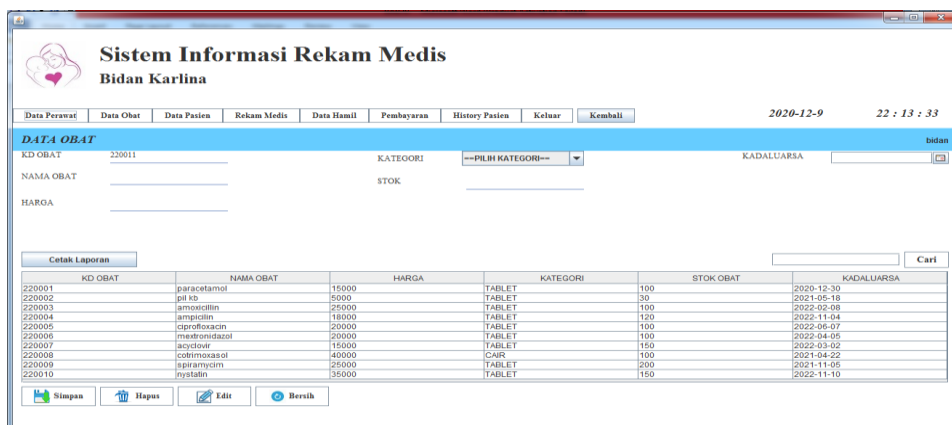 Sistem Informasi Rekam Medis
Bidan Karlina
Data Perawat Data Obat Data Pasien Rekam Medis Data Hamil Pembayaran History Pasien Keluar Kembali 2020-12-9 22 : 13 : 33
DATA OBAT bidan
KD OBAT 220011 KATEGORI ==PILIH KATEGORI== KADALUARSA
NAMA OBAT STOK
HARGA
Cetak Laporan Cari
KD OBAT NAMA OBAT HARGA KATEGORI STOK OBAT KADALUARSA
220001 paracetamol 15000 TABLET 100 2020-12-30
220002 pil kb 5000 TABLET 30 2021-05-18
220003 amoxicillin 25000 TABLET 100 2022-02-08
220004 ampicilin 18000 TABLET 120 2022-11-04
220005 ciprofloxacin 20000 TABLET 100 2022-06-07
220006 mextronidazol 20000 TABLET 100 2022-04-05
220007 acyclovir 15000 TABLET 150 2022-03-02
220008 cotrimoxasol 40000 CAIR 100 2021-04-22
220009 spiramycim 25000 TABLET 200 2021-11-05
220010 nystatin 35000 TABLET 150 2022-11-10
Simpan Hapus Edit Bersih